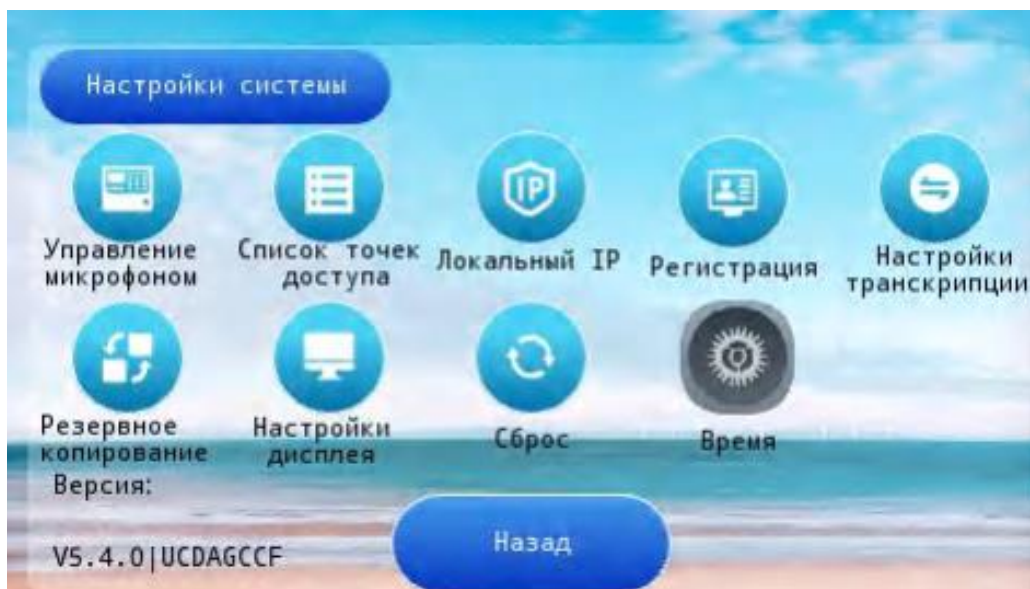 Настройки системы
Управление
микрофоном
Список точек
доступа
Локальный IP
Регистрация
Настройки
транскрипции
Резервное
копирование
Настройки
дисплея
Сброс
Время
Версия:
V5.4.0|UCDAGCCF
Назад